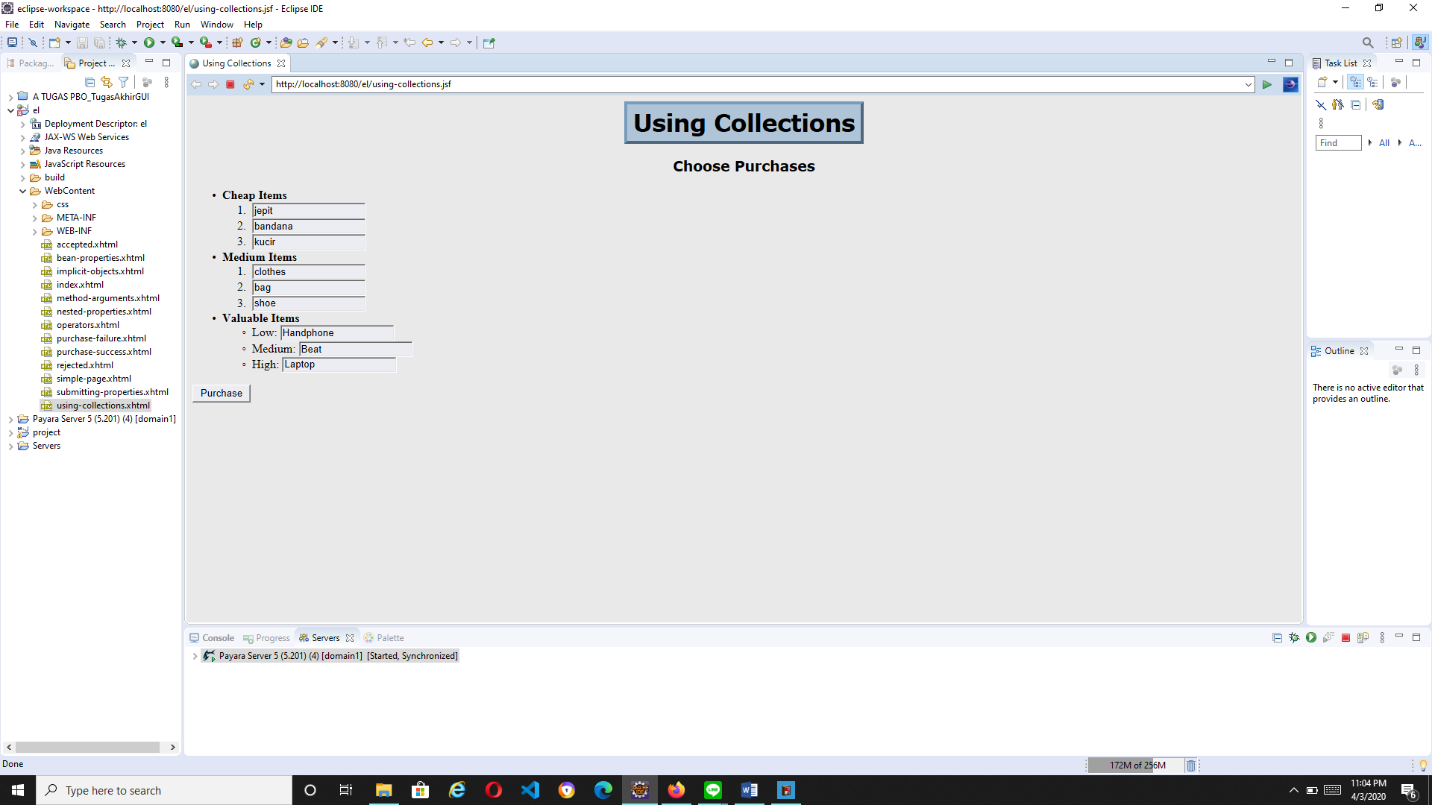 eclipse-workspace - http://localhost:8080/el/using-collections.jsf - Eclipse IDE
File Edit Navigate Search Project Run Window Help
Packag... Project ...
A TUGAS PBO_TugasAkhirGUI
el
Deployment Descriptor: el
JAX-WS Web Services
Java Resources
JavaScript Resources
build
WebContent
css
META-INF
WEB-INF
accepted.xhtml
bean-properties.xhtml
implicit-objects.xhtml
index.xhtml
method-arguments.xhtml
nested-properties.xhtml
operators.xhtml
purchase-failure.xhtml
purchase-success.xhtml
rejected.xhtml
simple-page.xhtml
submitting-properties.xhtml
using-collections.xhtml
Payara Server 5 (5.201) (4) [domain1]
project
Servers
Using Collections
http://localhost:8080/el/using-collections.jsf
Using Collections
Choose Purchases
• Cheap Items
1. jepit
2. bandana
3. kucir
• Medium Items
1. clothes
2. bag
3. shoe
• Valuable Items
◦ Low: Handphone
◦ Medium: Beat
◦ High: Laptop
Purchase
Task List
Find All A...
Outline
There is no active editor that
provides an outline.
Console Progress Servers Palette
Payara Server 5 (5.201) (4) [domain1] [Started, Synchronized]
Done
172M of 256M
Type here to search
11:04 PM
4/3/2020
6